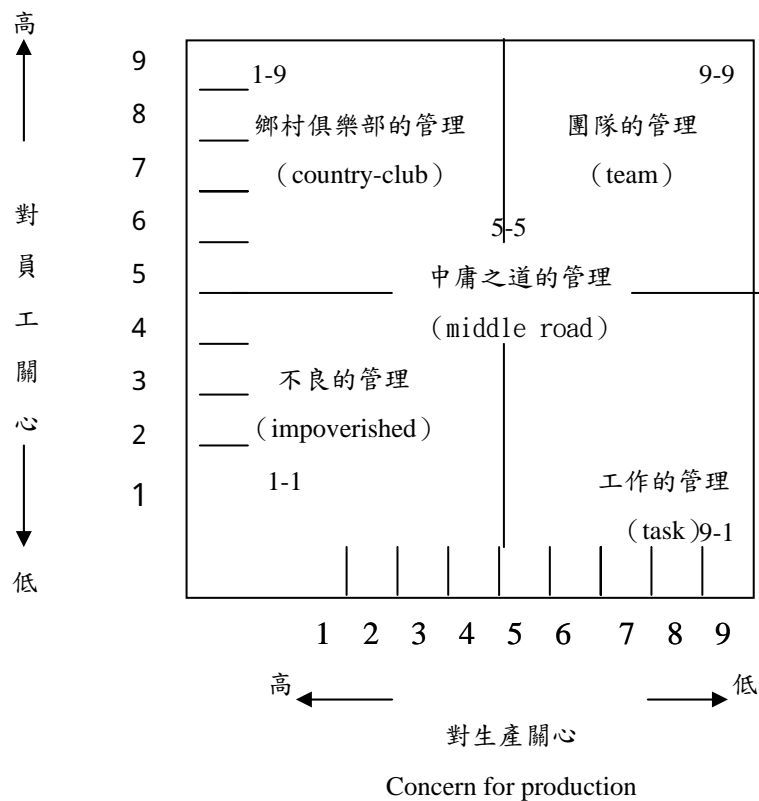 高
對
員
工
關
心
低
9
8
7
6
5
4
3
2
1
1-9
9-9
鄉村俱樂部的管理
(country-club)
團隊的管理
(team)
5-5
中庸之道的管理
(middle road)
不良的管理
(impoverished)
1-1
工作的管理
(task)9-1
1 2 3 4 5 6 7 8 9
高
低
對生產關心
Concern for production